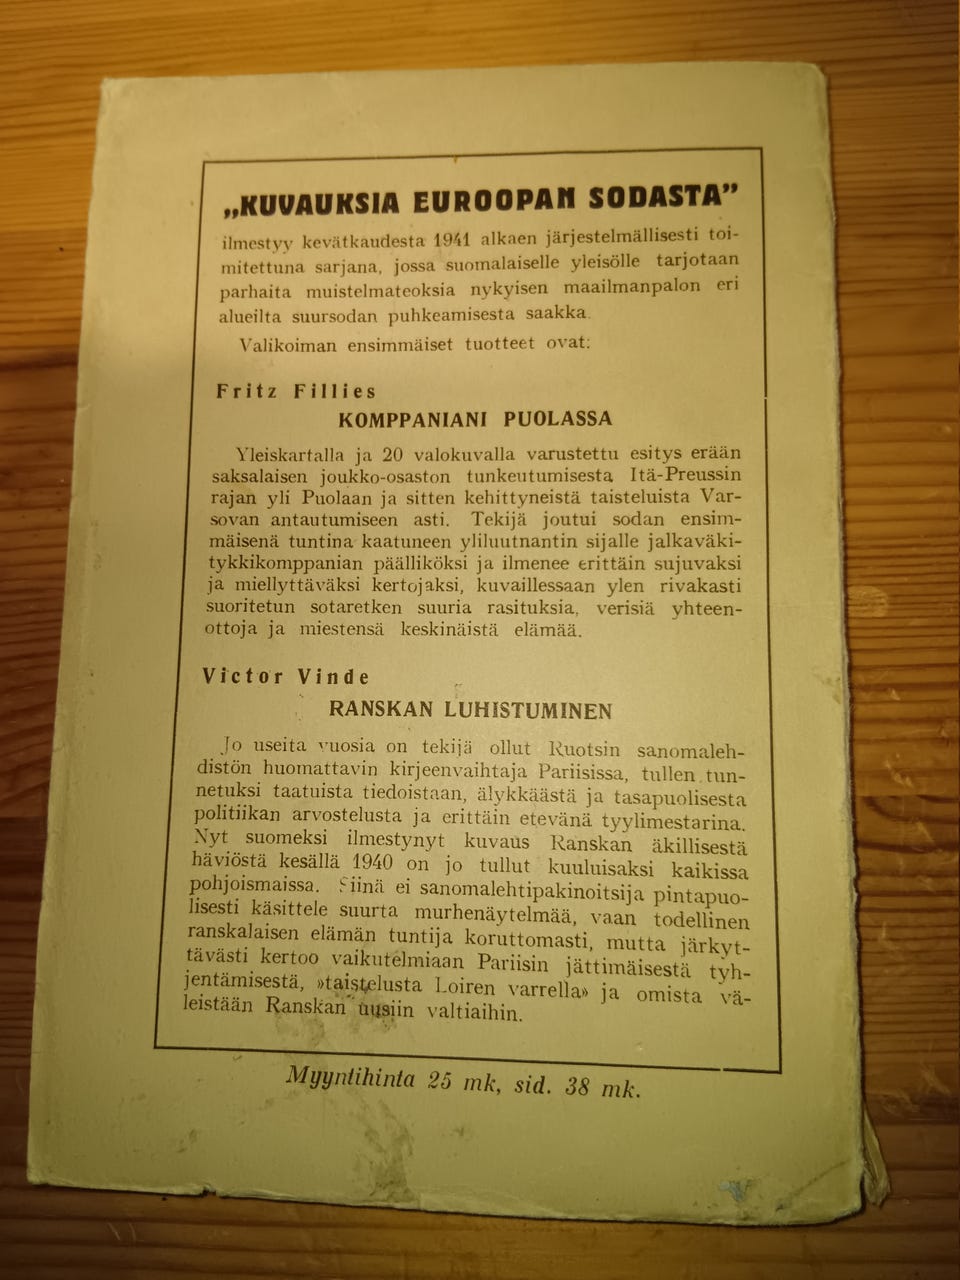 „KUVAUKSIA EUROOPAN SODASTA”
ilmestyy kevätkaudesta 1941 alkaen järjestelmällisesti toi-
mitettuna sarjana, jossa suomalaiselle yleisölle tarjotaan
parhaita muistelmateoksia nykyisen maailmanpalon eri
alueilta suursodan puhkeamisesta saakka.
Valikoiman ensimmäiset tuotteet ovat:
Fritz Fillies
KOMPPANIANI PUOLASSA
Yleiskartalla ja 20 valokuvalla varustettu esitys erään
saksalaisen joukko-osaston tunkeutumisesta Itä-Preussin
rajan yli Puolaan ja sitten kehittyneistä taisteluista Var-
sovan antautumiseen asti. Tekijä joutui sodan ensim-
mäisenä tuntina kaatuneen yliluutnantin sijalle jalkaväki-
tykkikomppanian päälliköksi ja ilmenee erittäin sujuvaksi
ja miellyttäväksi kertojaksi, kuvaillessaan ylen rivakasti
suoritetun sotaretken suuria rasituksia, verisiä yhteen-
ottoja ja miestensä keskinäistä elämää.
Victor Vinde
RANSKAN LUHISTUMINEN
Jo useita vuosia on tekijä ollut Ruotsin sanomaleh-
distön huomattavin kirjeenvaihtaja Pariisissa, tullen tun-
netuksi taatuista tiedoistaan, älykkäästä ja tasapuolisesta
politiikan arvostelusta ja erittäin etevänä tyylimestarina.
Nyt suomeksi ilmestynyt kuvaus Ranskan äkillisestä
häviöstä kesällä 1940 on jo tullut kuuluisaksi kaikissa
pohjoismaissa. Siinä ei sanomalehtipakinoitsija pintapuo-
lisesti käsittele suurta murhenäytelmää, vaan todellinen
ranskalaisen elämän tuntija koruttomasti, mutta järkyt-
tävästi kertoo vaikutelmiaan Pariisin jättimäisestä tyh-
jentämisestä, »taistelusta Loiren varrella» ja omista vä-
leistään Ranskan uusiin valtiaihin.
Myyntihinta 25 mk, sid. 38 mk.